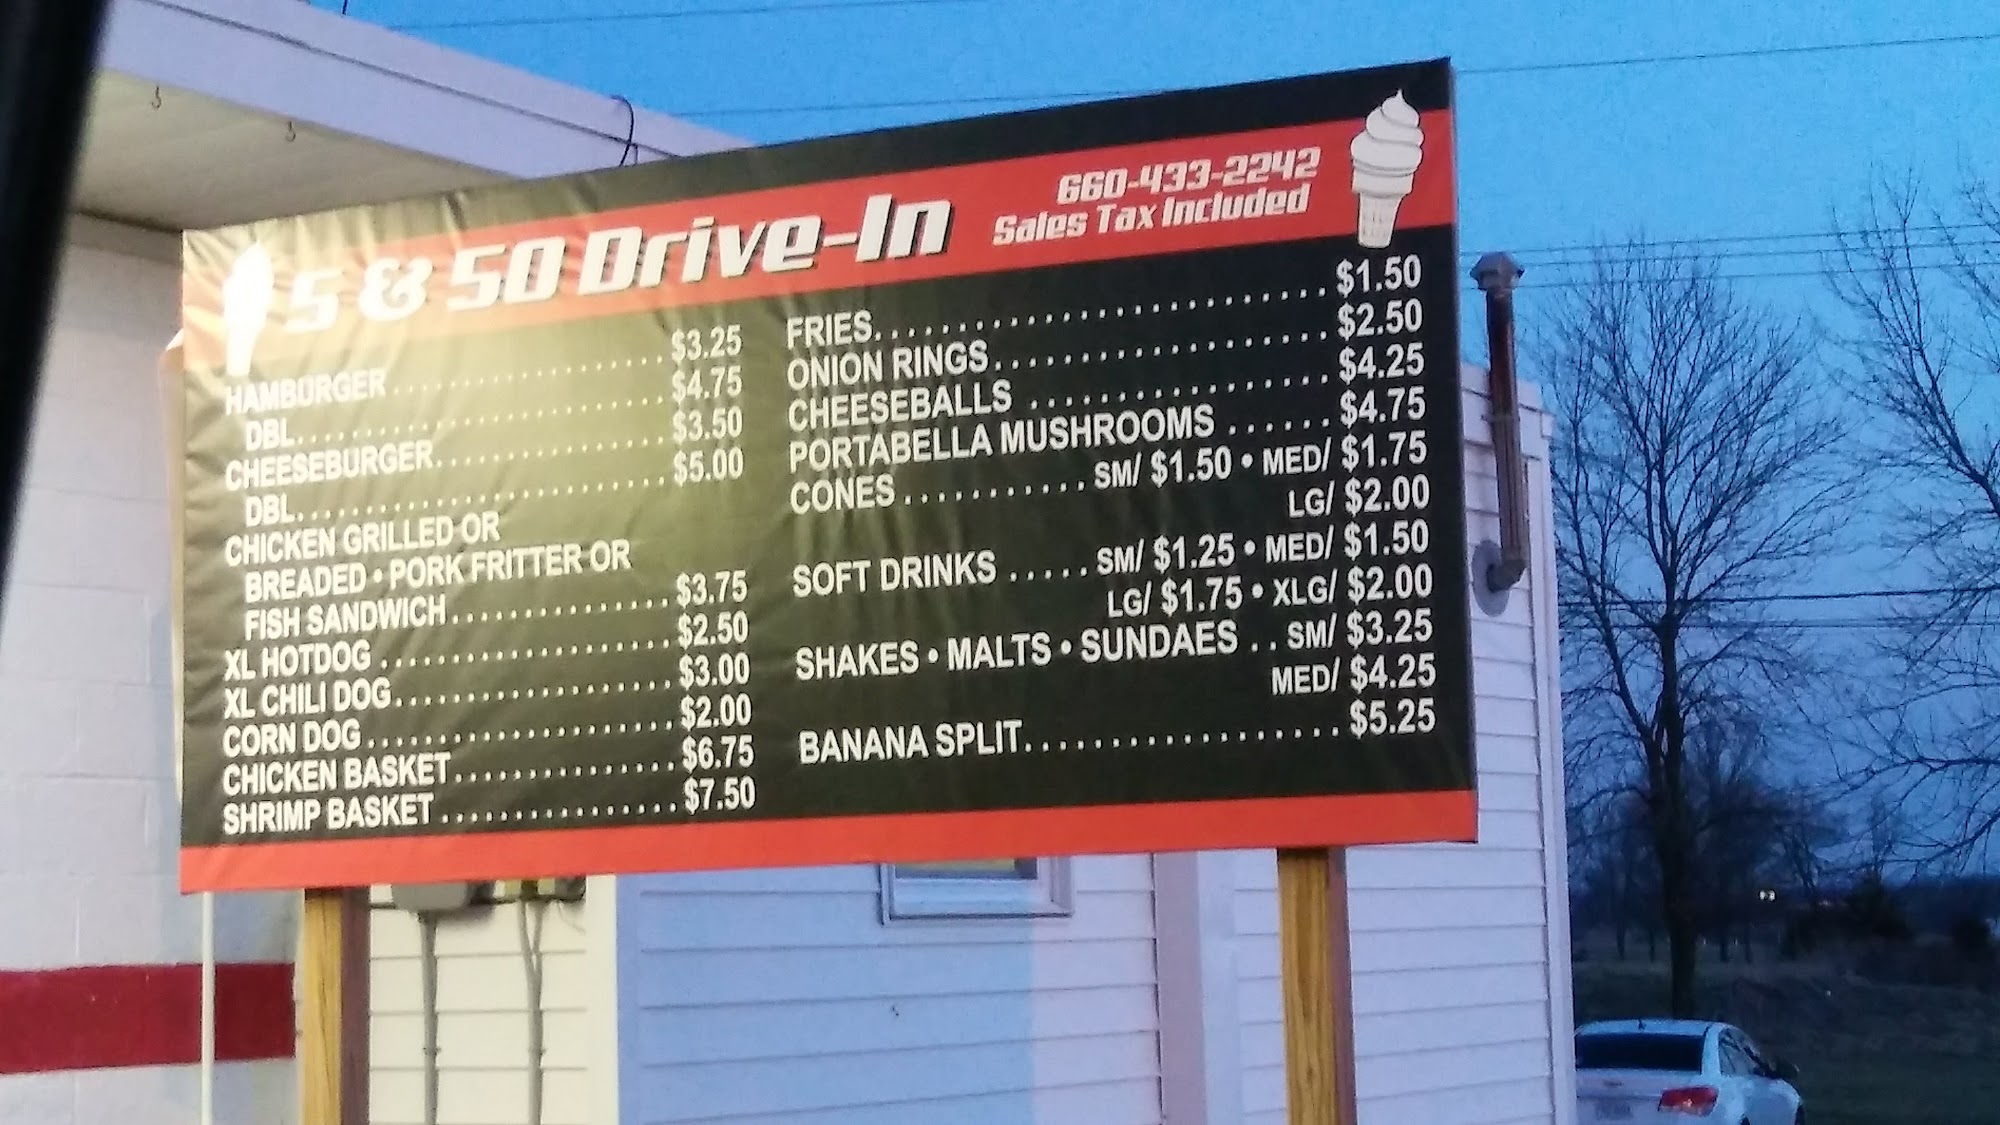 5 & 50 Drive-In
660-433-2242
Sales Tax Included
HAMBURGER.....................$3.25
DBL...........................$4.75
CHEESEBURGER..................$3.50
DBL...........................$5.00
CHICKEN GRILLED OR
BREADED • PORK FRITTER OR
FISH SANDWICH................$3.75
XL HOTDOG.....................$2.50
XL CHILI DOG..................$3.00
CORN DOG......................$2.00
CHICKEN BASKET................$6.75
SHRIMP BASKET.................$7.50
FRIES.........................$1.50
ONION RINGS...................$2.50
CHEESEBALLS...................$4.25
PORTABELLA MUSHROOMS......$4.75
CONES...........SM/ $1.50 • MED/ $1.75
LG/ $2.00
SOFT DRINKS.....SM/ $1.25 • MED/ $1.50
LG/ $1.75 • XLG/ $2.00
SHAKES • MALTS • SUNDAES..SM/ $3.25
MED/ $4.25
BANANA SPLIT..................$5.25